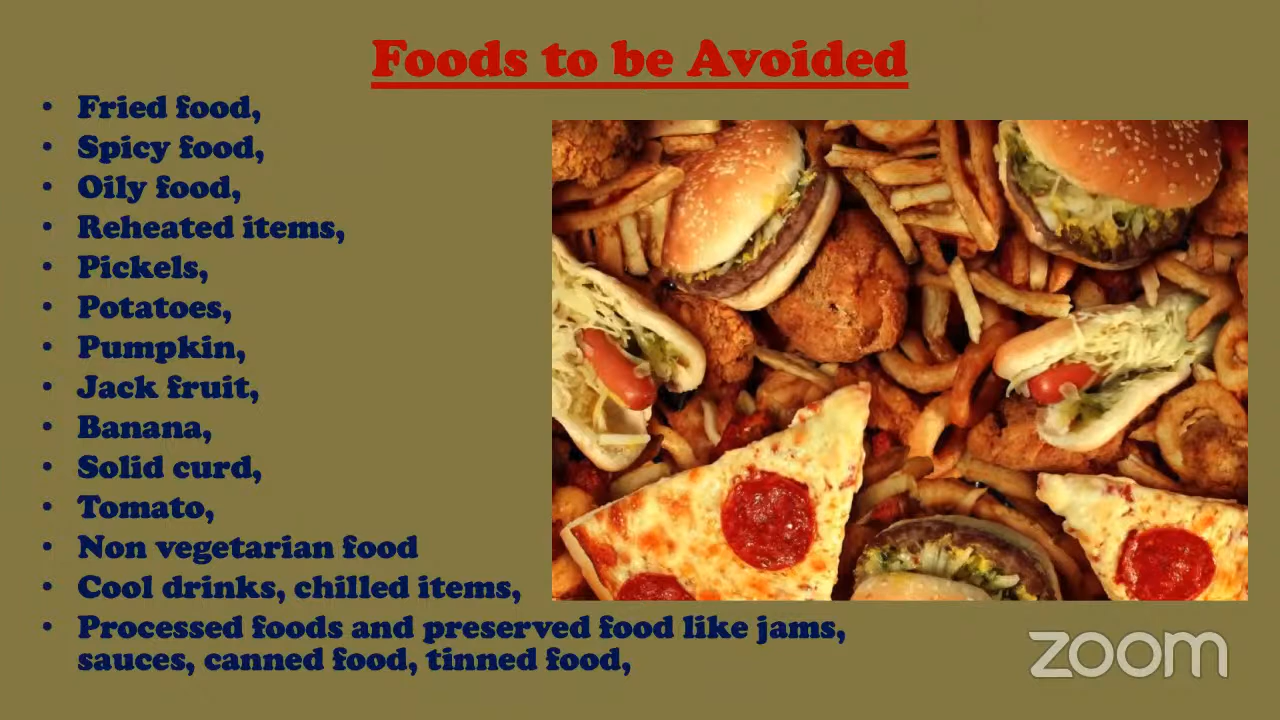 Foods to be Avoided
• Fried food,
• Spicy food,
• Oily food,
• Reheated items,
• Pickels,
• Potatoes,
• Pumpkin,
• Jack fruit,
• Banana,
• Solid curd,
• Tomato,
• Non vegetarian food
• Cool drinks, chilled items,
• Processed foods and preserved food like jams,
sauces, canned food, tinned food,
zoom